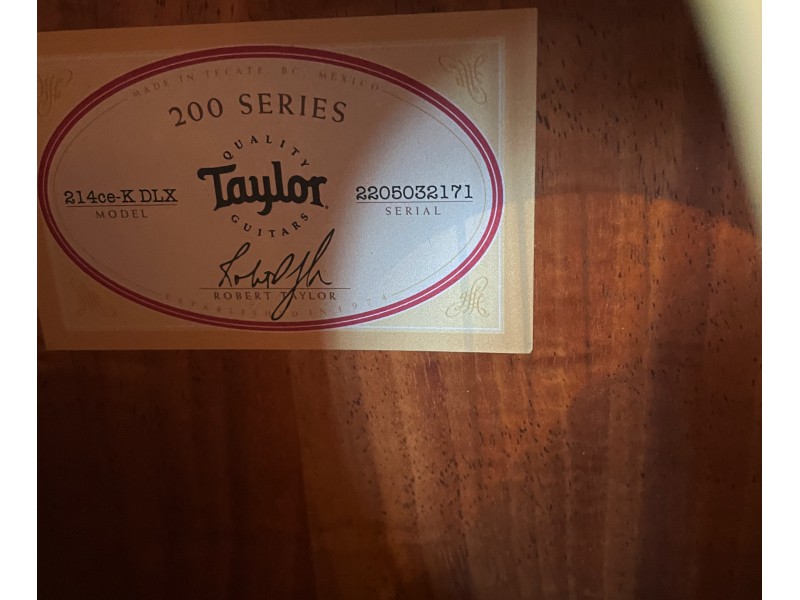 MADE IN TECATE, BC, MEXICO
200 SERIES
QUALITY
Taylor
GUITARS
214ce-K DLX
MODEL
2205032171
SERIAL
ROBERT TAYLOR
ESTABLISHED IN 1974